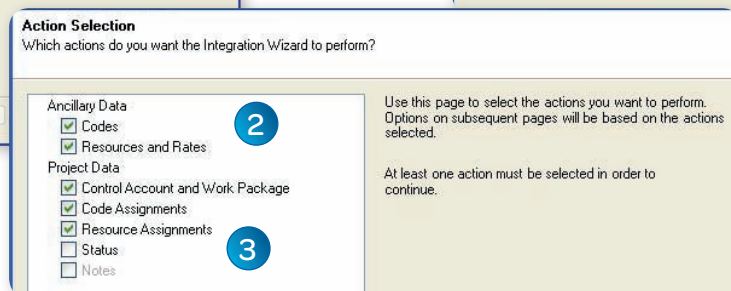 Action Selection
Which actions do you want the Integration Wizard to perform?
Ancillary Data
Codes
2
Resources and Rates
Project Data
Control Account and Work Package
Code Assignments
Resource Assignments
Status
3
Notes
Use this page to select the actions you want to perform.
Options on subsequent pages will be based on the actions
selected.
At least one action must be selected in order to
continue.